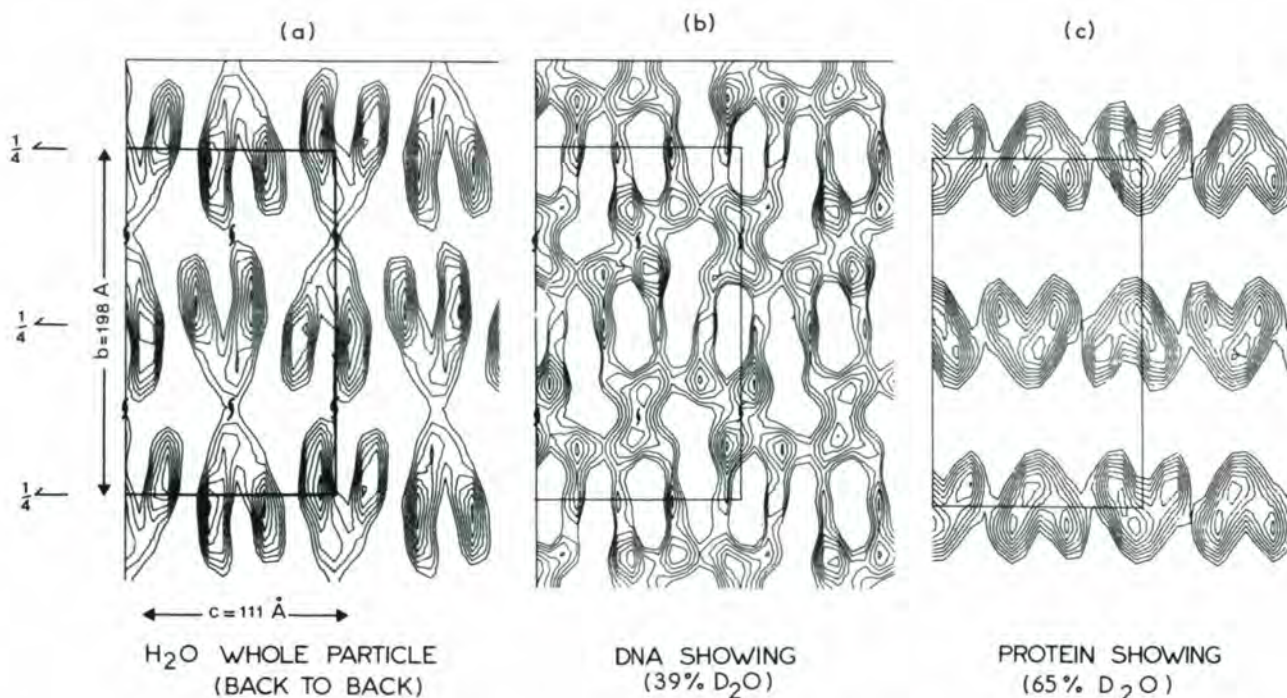 (a)
(b)
(c)
1/4
b=198 Å
1/4
1/4
c=111 Å
H₂O WHOLE PARTICLE
(BACK TO BACK)
DNA SHOWING
(39% D₂O)
PROTEIN SHOWING
(65% D₂O)